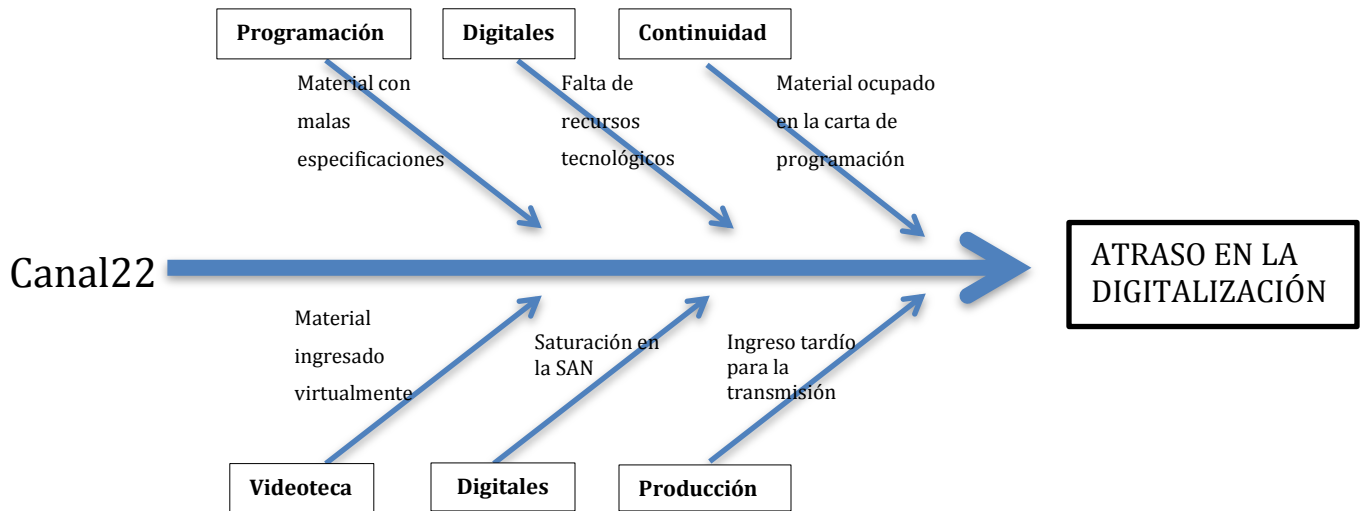 Programación
Digitales
Continuidad
Material con
malas
especificaciones
Falta de
recursos
tecnológicos
Material ocupado
en la carta de
programación
Canal22
ATRASO EN LA
DIGITALIZACIÓN
Material
ingresado
virtualmente
Saturación en
la SAN
Ingreso tardío
para la
transmisión
Videoteca
Digitales
Producción